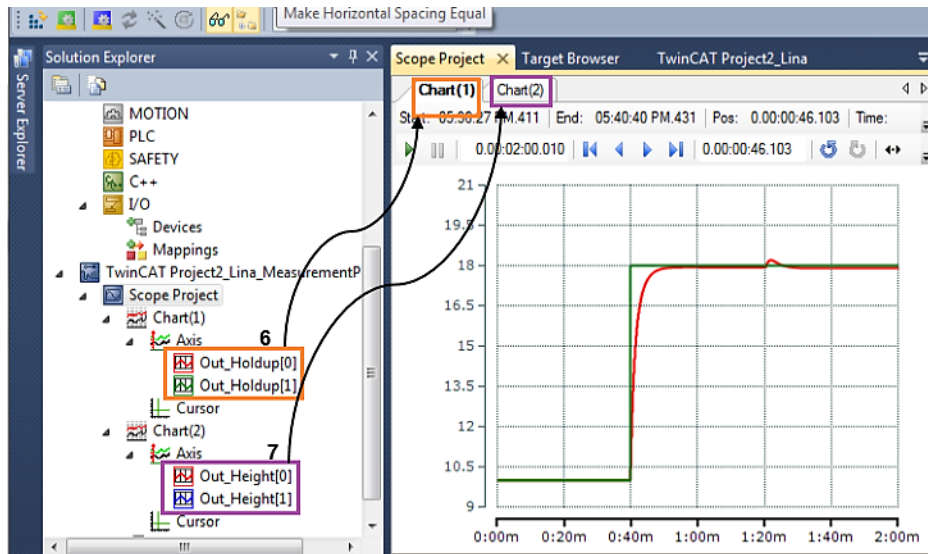 Make Horizontal Spacing Equal
Server Explorer
Solution Explorer
MOTION
PLC
SAFETY
C++
I/O
Devices
Mappings
TwinCAT Project2_Lina_MeasurementP
Scope Project
Chart(1)
6
Axis
Out_Holdup[0]
Out_Holdup[1]
Cursor
Chart(2)
7
Axis
Out_Height[0]
Out_Height[1]
Cursor
Scope Project Target Browser TwinCAT Project2_Lina
Chart(1) Chart(2)
End: 05:40:40 PM.431 Pos: 0.00:00:46.103 Time:
0.00:02:00.010 0.00:00:46.103
21
19.5
18
16.5
15
13.5
12
10.5
9
0:00m 0:20m 0:40m 1:00m 1:20m 1:40m 2:00m